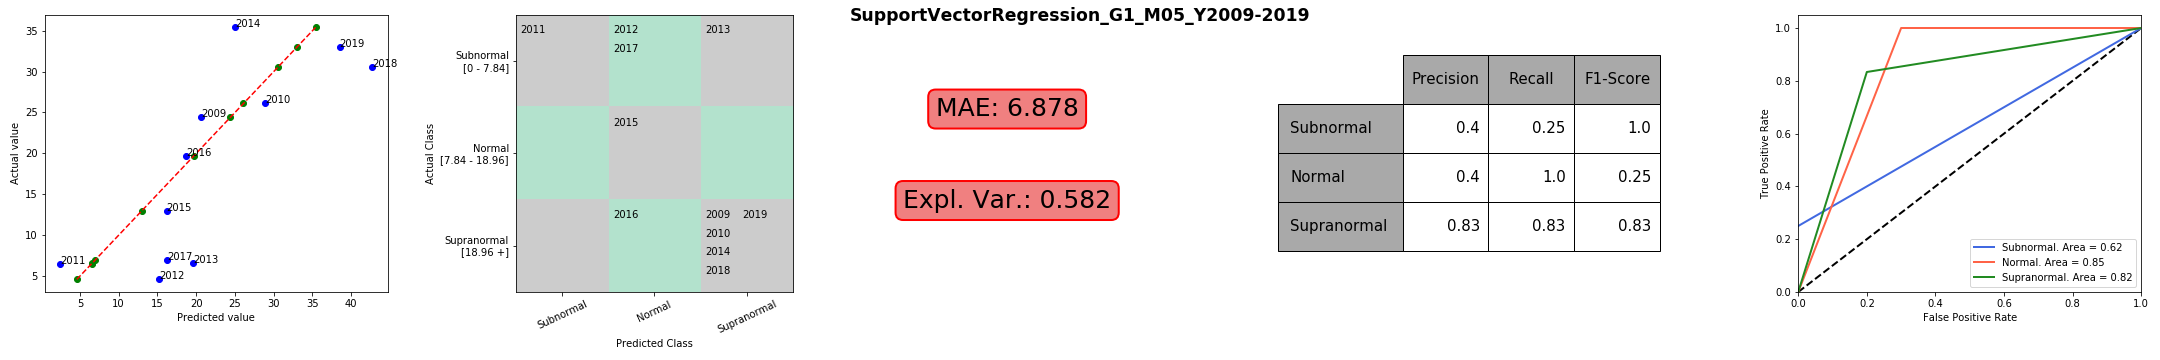 SupportVectorRegression_G1_M05_Y2009-2019
35
30
25
20
15
10
5
Actual value
2014
2019
2018
2010
2009
2016
2015
2011
2017
2013
2012
5 10 15 20 25 30 35 40
Predicted value
Actual Class
Subnormal
[0 - 7.84]
Normal
[7.84 - 18.96]
Supranormal
[18.96 +]
2011 2012 2013
2017
2015
2016 2009 2019
2010
2014
2018
Subnormal Normal Supranormal
Predicted Class
MAE: 6.878
Expl. Var.: 0.582
Precision Recall F1-Score
Subnormal 0.4 0.25 1.0
Normal 0.4 1.0 0.25
Supranormal 0.83 0.83 0.83
True Positive Rate
1.0
0.8
0.6
0.4
0.2
0.0
Subnormal. Area = 0.62
Normal. Area = 0.85
Supranormal. Area = 0.82
0.0 0.2 0.4 0.6 0.8 1.0
False Positive Rate